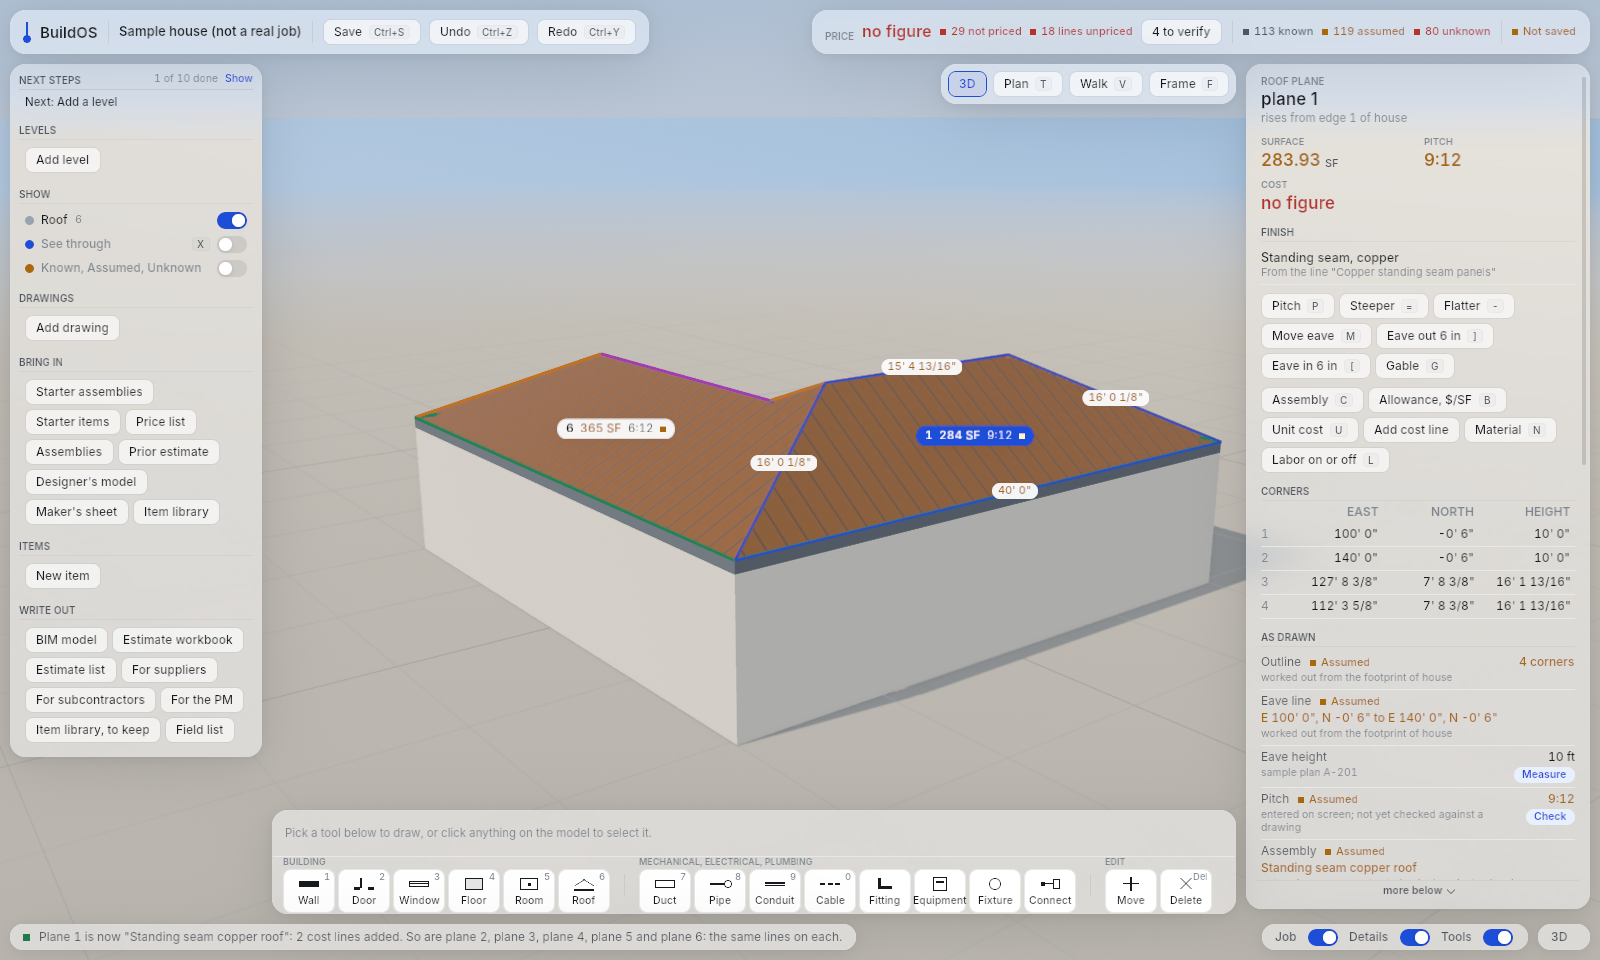 BuildOS
Sample house (not a real job)
Save Ctrl+S
Undo Ctrl+Z
Redo Ctrl+Y
PRICE no figure 29 not priced 18 lines unpriced 4 to verify 113 known 119 assumed 80 unknown Not saved
NEXT STEPS 1 of 10 done Show
Next: Add a level
LEVELS
Add level
SHOW
Roof 6
See through X
Known, Assumed, Unknown
DRAWINGS
Add drawing
BRING IN
Starter assemblies
Starter items Price list
Assemblies Prior estimate
Designer's model
Maker's sheet Item library
ITEMS
New item
WRITE OUT
BIM model Estimate workbook
Estimate list For suppliers
For subcontractors For the PM
Item library, to keep Field list
3D Plan T Walk V Frame F
15' 4 13/16"
16' 0 1/8"
6 365 SF 6:12
1 284 SF 9:12
16' 0 1/8"
40' 0"
ROOF PLANE
plane 1
rises from edge 1 of house
SURFACE PITCH
283.93 SF 9:12
COST
no figure
FINISH
Standing seam, copper
From the line "Copper standing seam panels"
Pitch P Steeper = Flatter -
Move eave M Eave out 6 in ]
Eave in 6 in [ Gable G
Assembly C Allowance, $/SF B
Unit cost U Add cost line Material N
Labor on or off L
CORNERS
EAST NORTH HEIGHT
1 100' 0" -0' 6" 10' 0"
2 140' 0" -0' 6" 10' 0"
3 127' 8 3/8" 7' 8 3/8" 16' 1 13/16"
4 112' 3 5/8" 7' 8 3/8" 16' 1 13/16"
AS DRAWN
Outline Assumed 4 corners
worked out from the footprint of house
Eave line Assumed
E 100' 0", N -0' 6" to E 140' 0", N -0' 6"
worked out from the footprint of house
Eave height 10 ft
sample plan A-201 Measure
Pitch Assumed 9:12
entered on screen; not yet checked against a Check
drawing
Assembly Assumed
Standing seam copper roof
more below
Pick a tool below to draw, or click anything on the model to select it.
BUILDING MECHANICAL, ELECTRICAL, PLUMBING EDIT
1 2 3 4 5 6 7 8 9 0 Del
Wall Door Window Floor Room Roof Duct Pipe Conduit Cable Fitting Equipment Fixture Connect Move Delete
Plane 1 is now "Standing seam copper roof": 2 cost lines added. So are plane 2, plane 3, plane 4, plane 5 and plane 6: the same lines on each.
Job Details Tools 3D